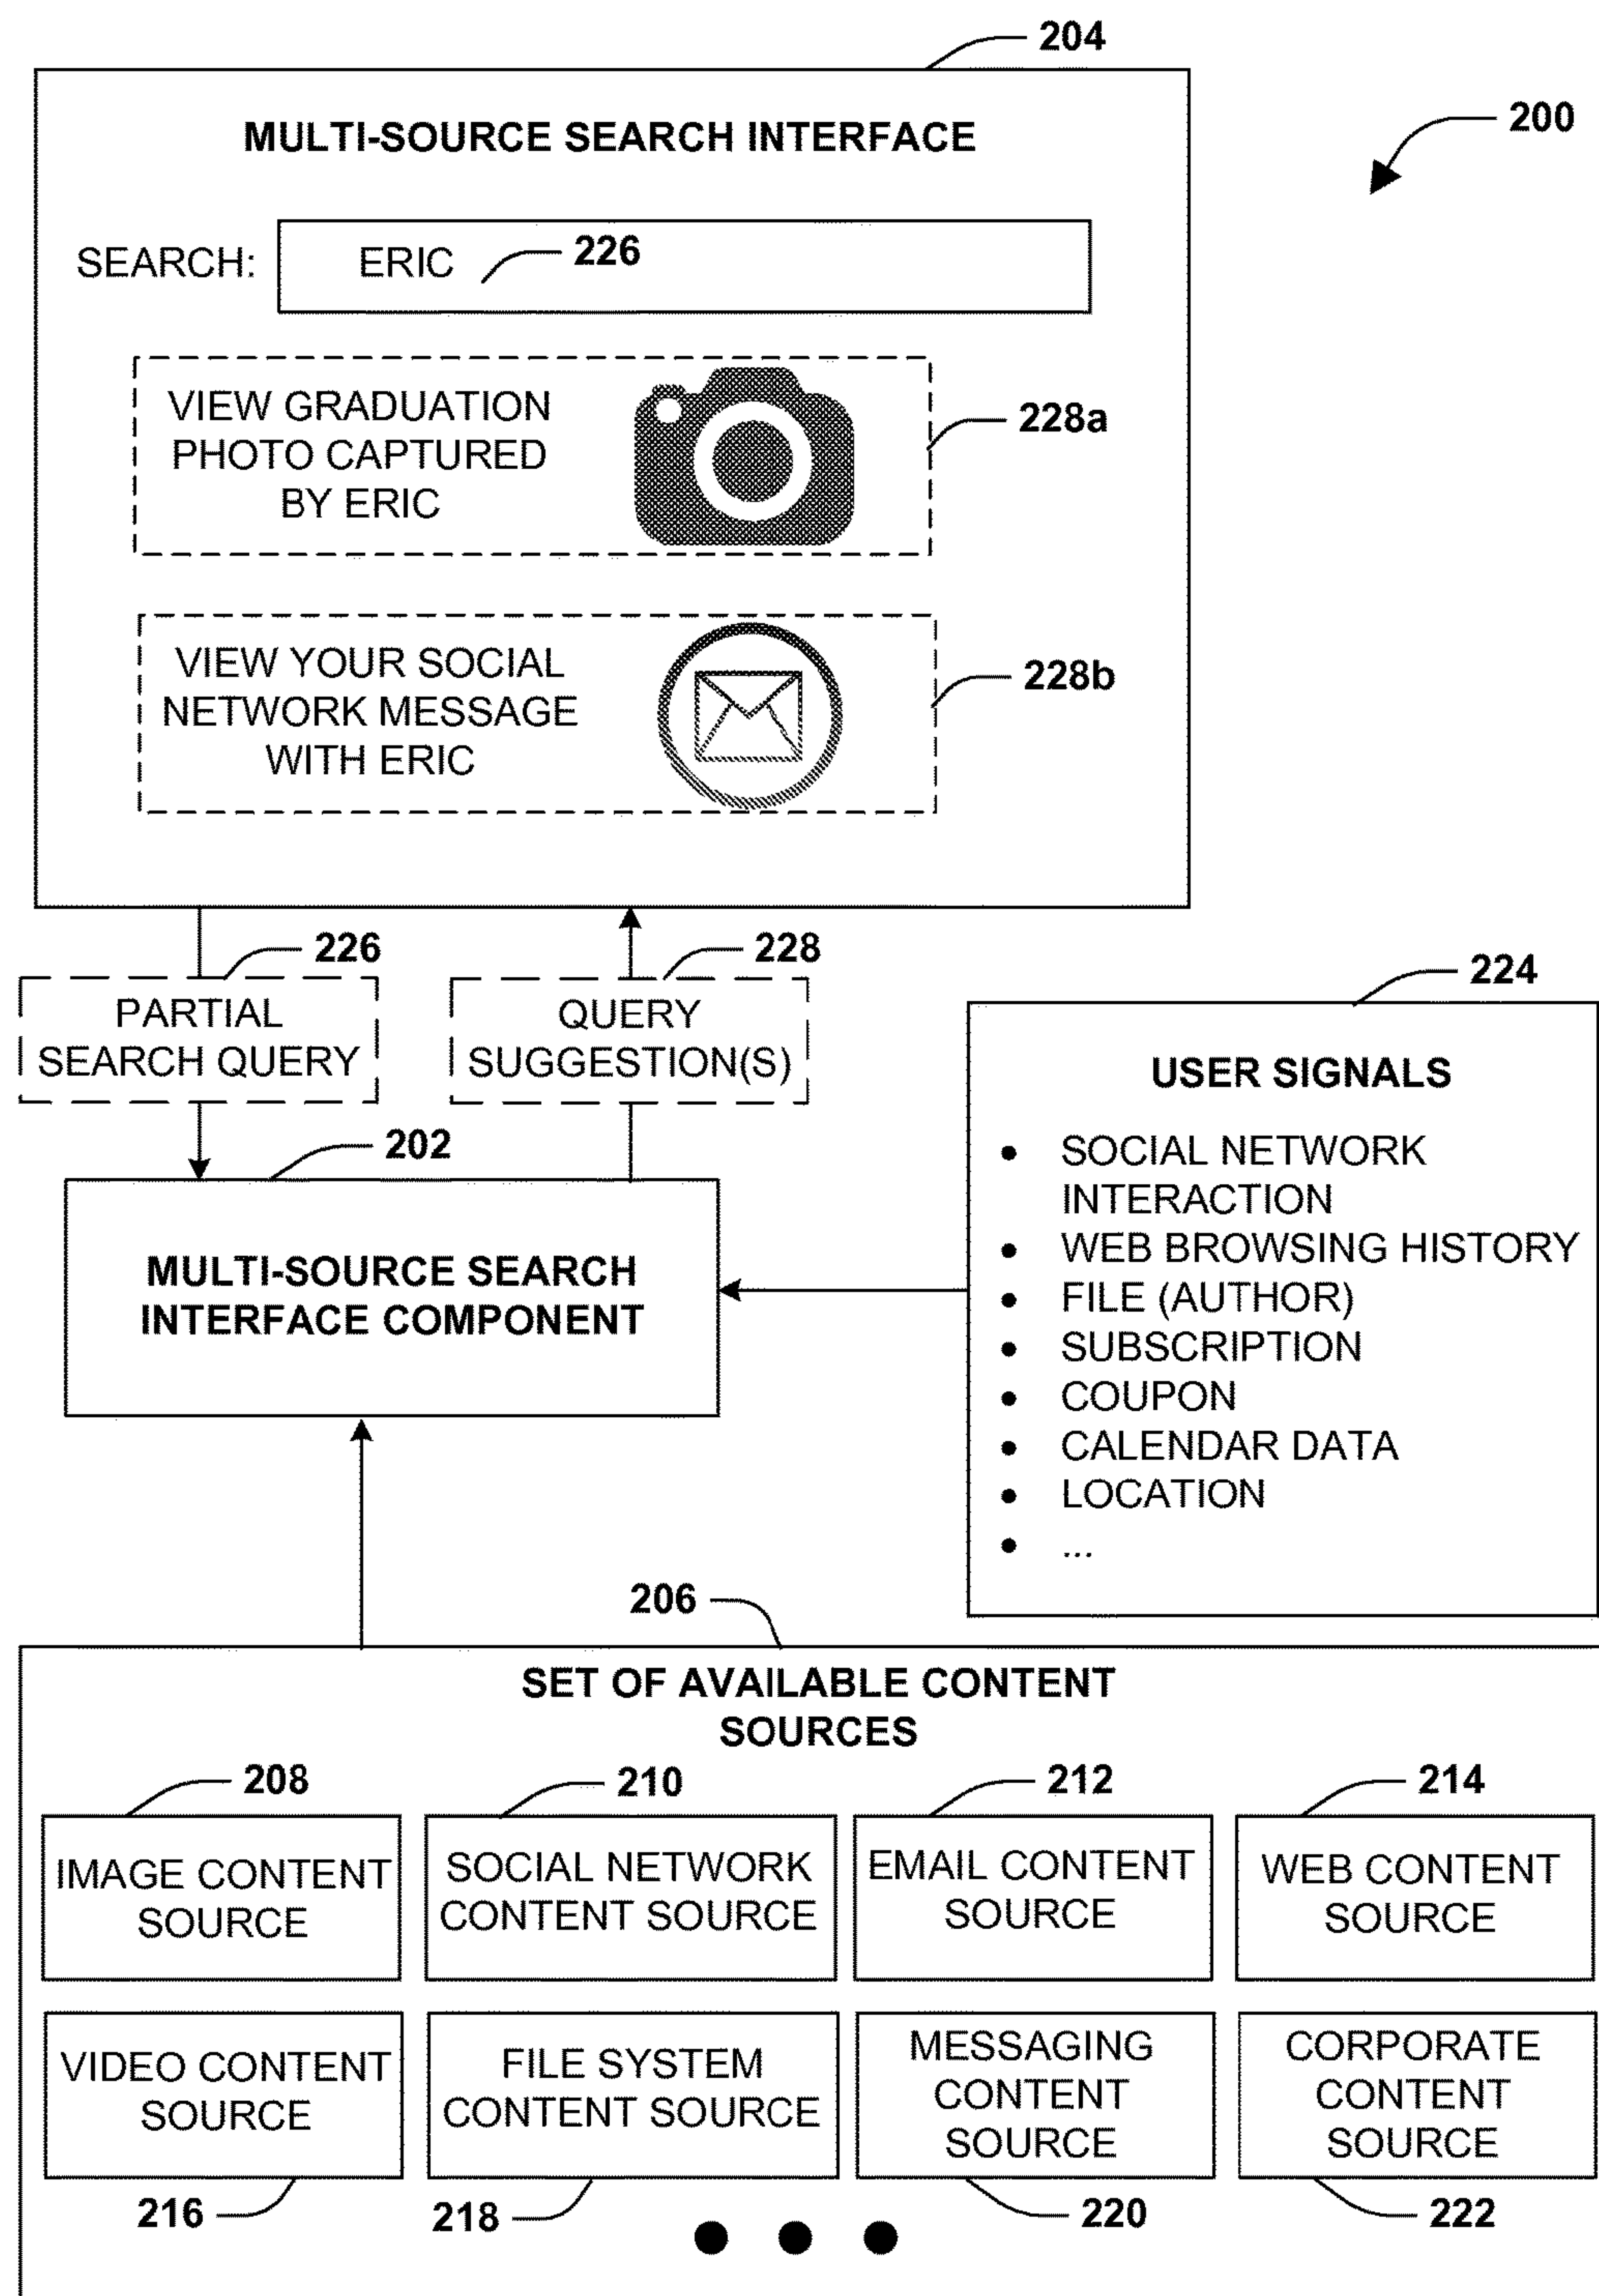 204
200
MULTI-SOURCE SEARCH INTERFACE
SEARCH: ERIC 226
VIEW GRADUATION
PHOTO CAPTURED
BY ERIC
228a
VIEW YOUR SOCIAL
NETWORK MESSAGE
WITH ERIC
228b
226
PARTIAL
SEARCH QUERY
228
QUERY
SUGGESTION(S)
224
USER SIGNALS
• SOCIAL NETWORK
INTERACTION
• WEB BROWSING HISTORY
• FILE (AUTHOR)
• SUBSCRIPTION
• COUPON
• CALENDAR DATA
• LOCATION
• ...
202
MULTI-SOURCE SEARCH
INTERFACE COMPONENT
206
SET OF AVAILABLE CONTENT
SOURCES
208
IMAGE CONTENT
SOURCE
210
SOCIAL NETWORK
CONTENT SOURCE
212
EMAIL CONTENT
SOURCE
214
WEB CONTENT
SOURCE
VIDEO CONTENT
SOURCE
216
FILE SYSTEM
CONTENT SOURCE
218
MESSAGING
CONTENT
SOURCE
220
CORPORATE
CONTENT
SOURCE
222